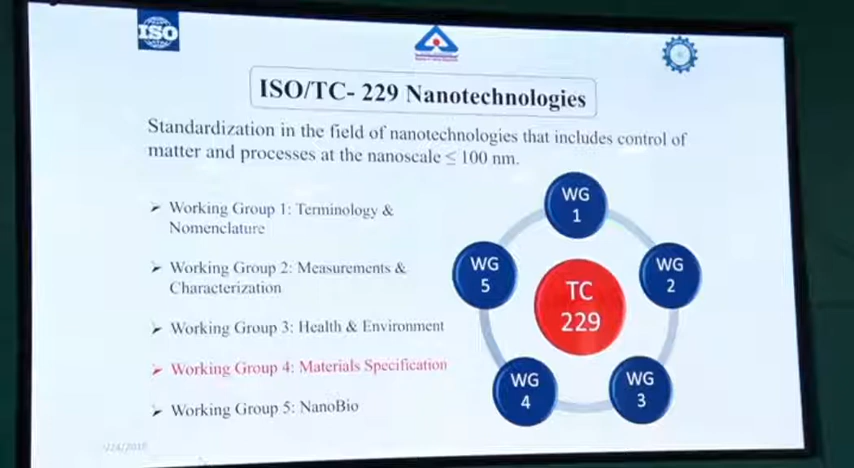 ISO
ISO/TC- 229 Nanotechnologies
Standardization in the field of nanotechnologies that includes control of
matter and processes at the nanoscale ≤ 100 nm.
➢ Working Group 1: Terminology &
Nomenclature
➢ Working Group 2: Measurements &
Characterization
➢ Working Group 3: Health & Environment
➢ Working Group 4: Materials Specification
➢ Working Group 5: NanoBio
WG
1
WG
2
WG
3
WG
4
WG
5
TC
229